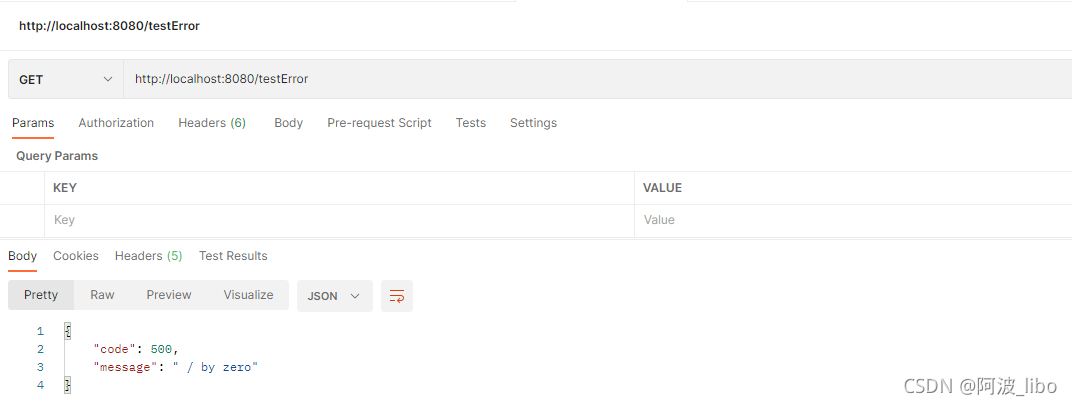 http://localhost:8080/testError
GET http://localhost:8080/testError
Params Authorization Headers (6) Body Pre-request Script Tests Settings
Query Params
KEY VALUE
Key Value
Body Cookies Headers (5) Test Results
Pretty Raw Preview Visualize JSON
1 {
2 "code": 500,
3 "message": " / by zero"
4 }
CSDN @阿波_libo